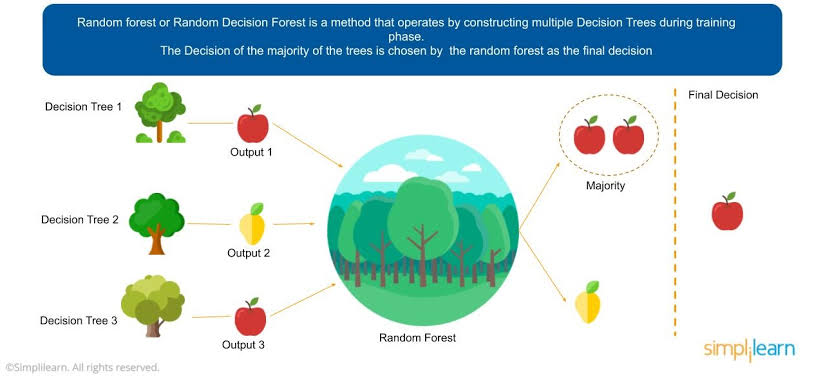 Random forest or Random Decision Forest is a method that operates by constructing multiple Decision Trees during training
phase.
The Decision of the majority of the trees is chosen by the random forest as the final decision
Decision Tree 1
Output 1
Decision Tree 2
Output 2
Decision Tree 3
Output 3
Random Forest
Majority
Final Decision
simplilearn
©Simplilearn. All rights reserved.